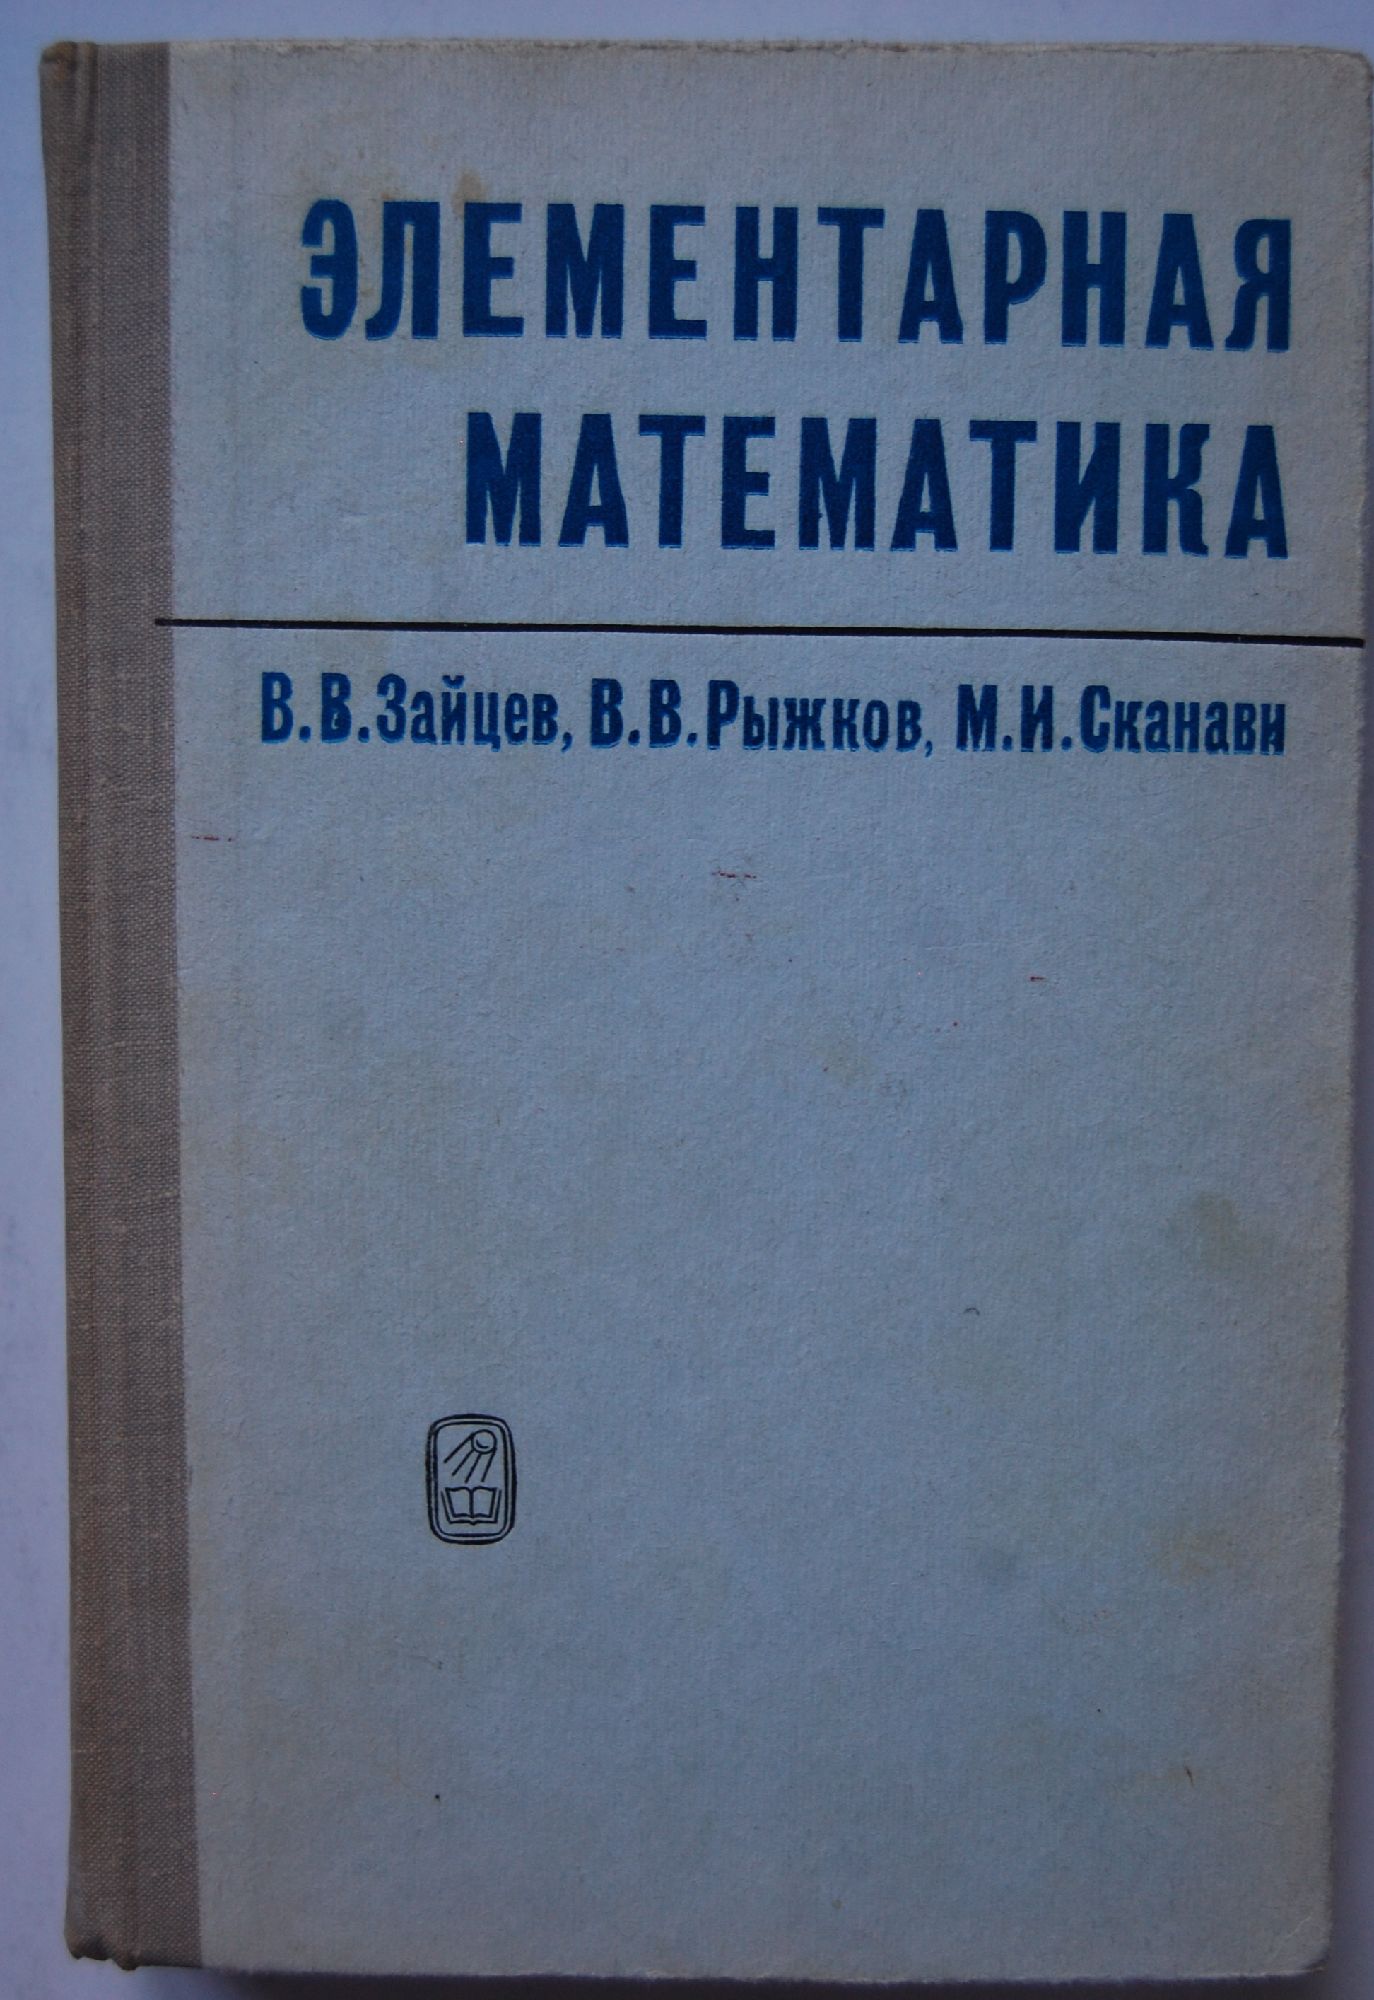 ЭЛЕМЕНТАРНАЯ
МАТЕМАТИКА
В.В.Зайцев, В.В.Рыжков, М.И.Сканави